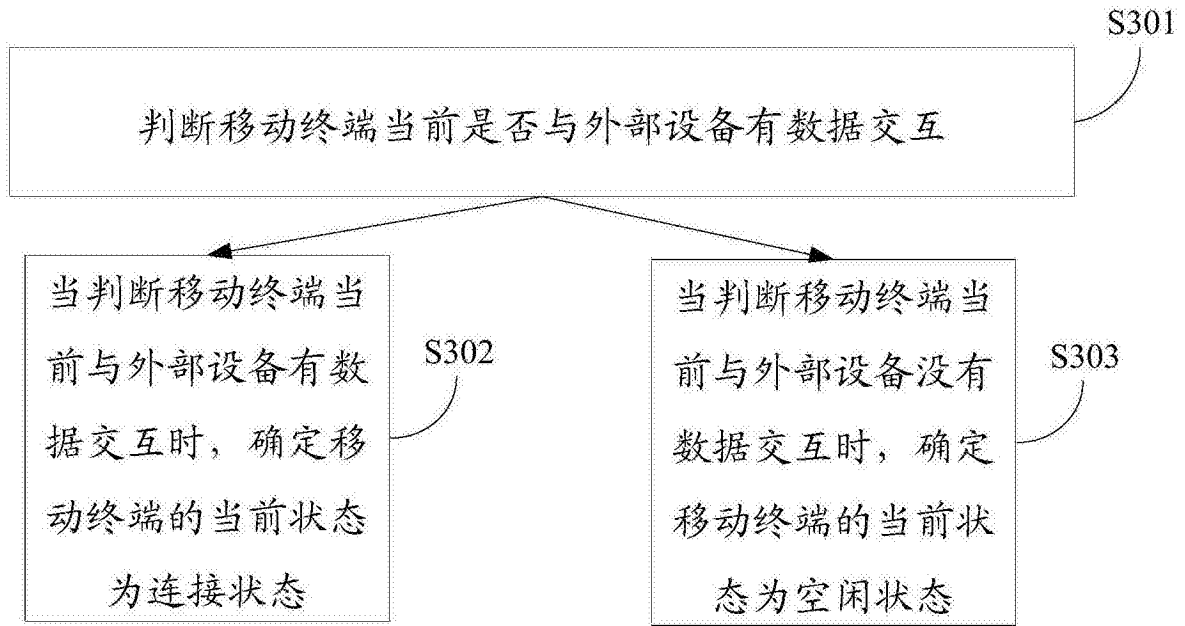 S301
判断移动终端当前是否与外部设备有数据交互
当判断移动终端当
前与外部设备有数
据交互时，确定移
动终端的当前状态
为连接状态
S302
当判断移动终端当
前与外部设备没有
数据交互时，确定
移动终端的当前状
态为空闲状态
S303